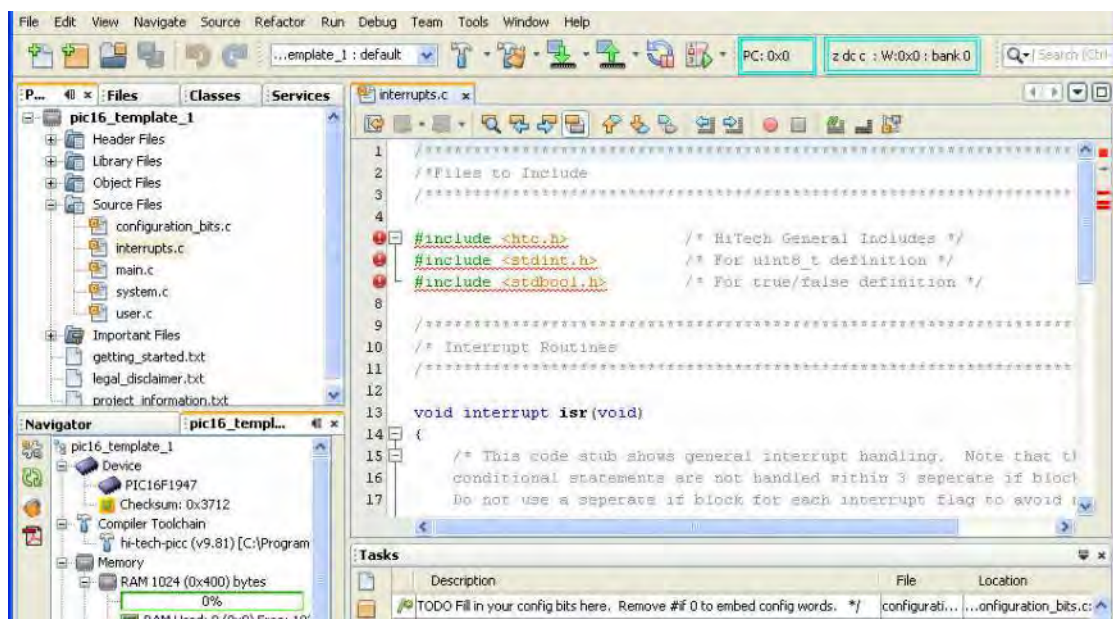 File Edit View Navigate Source Refactor Run Debug Team Tools Window Help
...emplate_1 : default PC: 0x0 z dc c : W:0x0 : bank 0 Search (Ctrl-
P... Files Classes Services
pic16_template_1
Header Files
Library Files
Object Files
Source Files
configuration_bits.c
interrupts.c
main.c
system.c
user.c
Important Files
getting_started.txt
legal_disclaimer.txt
project_information.txt
Navigator pic16_templ...
pic16_template_1
Device
PIC16F1947
Checksum: 0x3712
Compiler Toolchain
hi-tech-picc (v9.81) [C:\Program
Memory
RAM 1024 (0x400) bytes
0%
interrupts.c
1 /******************************************************************
2 /*Files to Include
3 /******************************************************************
4
#include <htc.h> /* HiTech General Includes */
#include <stdint.h> /* For uint8_t definition */
#include <stdbool.h> /* For true/false definition */
8
9 /******************************************************************
10 /* Interrupt Routines
11 /******************************************************************
12
13 void interrupt isr(void)
14 {
15 /* This code stub shows general interrupt handling. Note that
16 conditional statements are not handled within 3 seperate if block
17 Do not use a seperate if block for each interrupt flag to avoid
Tasks
Description File Location
TODO Fill in your config bits here. Remove #if 0 to embed config words. */ configurati... ...onfiguration_bits.c: